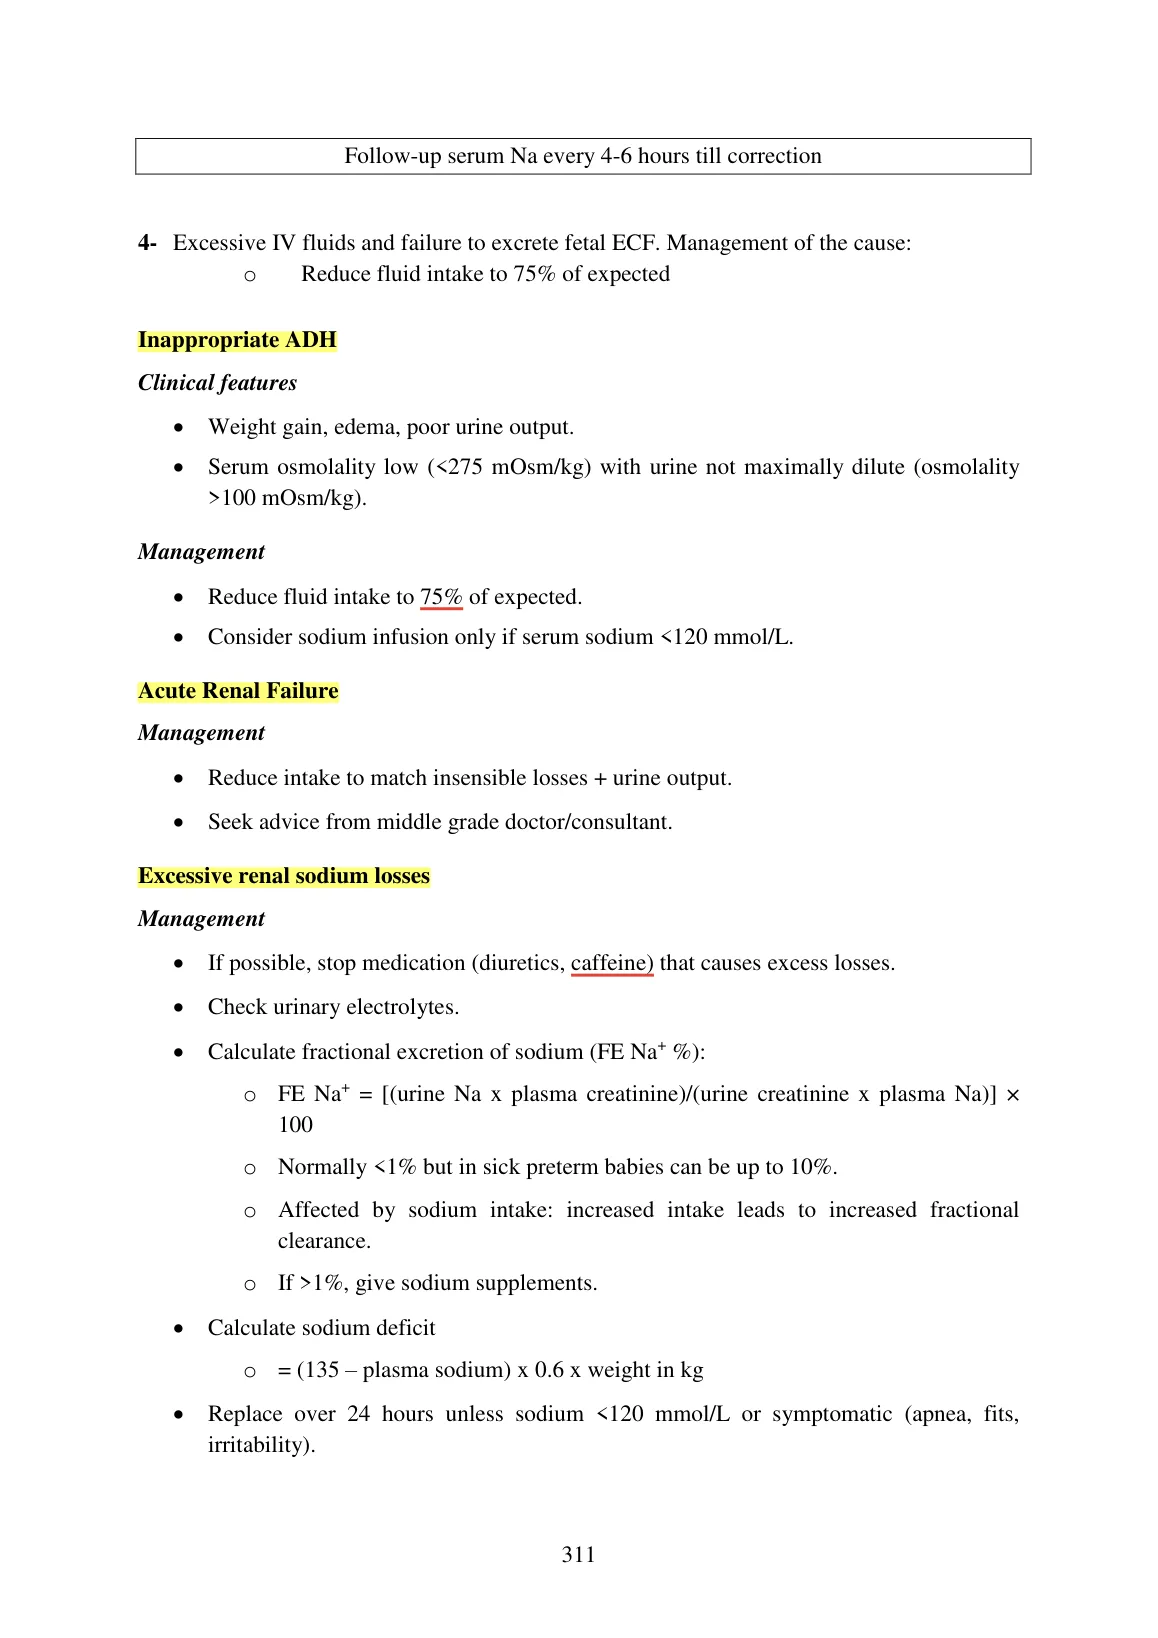 Follow-up serum Na every 4-6 hours till correction
4- Excessive IV fluids and failure to excrete fetal ECF. Management of the cause:
o Reduce fluid intake to 75% of expected
Inappropriate ADH
Clinical features
• Weight gain, edema, poor urine output.
• Serum osmolality low (<275 mOsm/kg) with urine not maximally dilute (osmolality
>100 mOsm/kg).
Management
• Reduce fluid intake to 75% of expected.
• Consider sodium infusion only if serum sodium <120 mmol/L.
Acute Renal Failure
Management
• Reduce intake to match insensible losses + urine output.
• Seek advice from middle grade doctor/consultant.
Excessive renal sodium losses
Management
• If possible, stop medication (diuretics, caffeine) that causes excess losses.
• Check urinary electrolytes.
• Calculate fractional excretion of sodium (FE Na⁺ %):
o FE Na⁺ = [(urine Na x plasma creatinine)/(urine creatinine x plasma Na)] ×
100
o Normally <1% but in sick preterm babies can be up to 10%.
o Affected by sodium intake: increased intake leads to increased fractional
clearance.
o If >1%, give sodium supplements.
• Calculate sodium deficit
o = (135 – plasma sodium) x 0.6 x weight in kg
• Replace over 24 hours unless sodium <120 mmol/L or symptomatic (apnea, fits,
irritability).
311